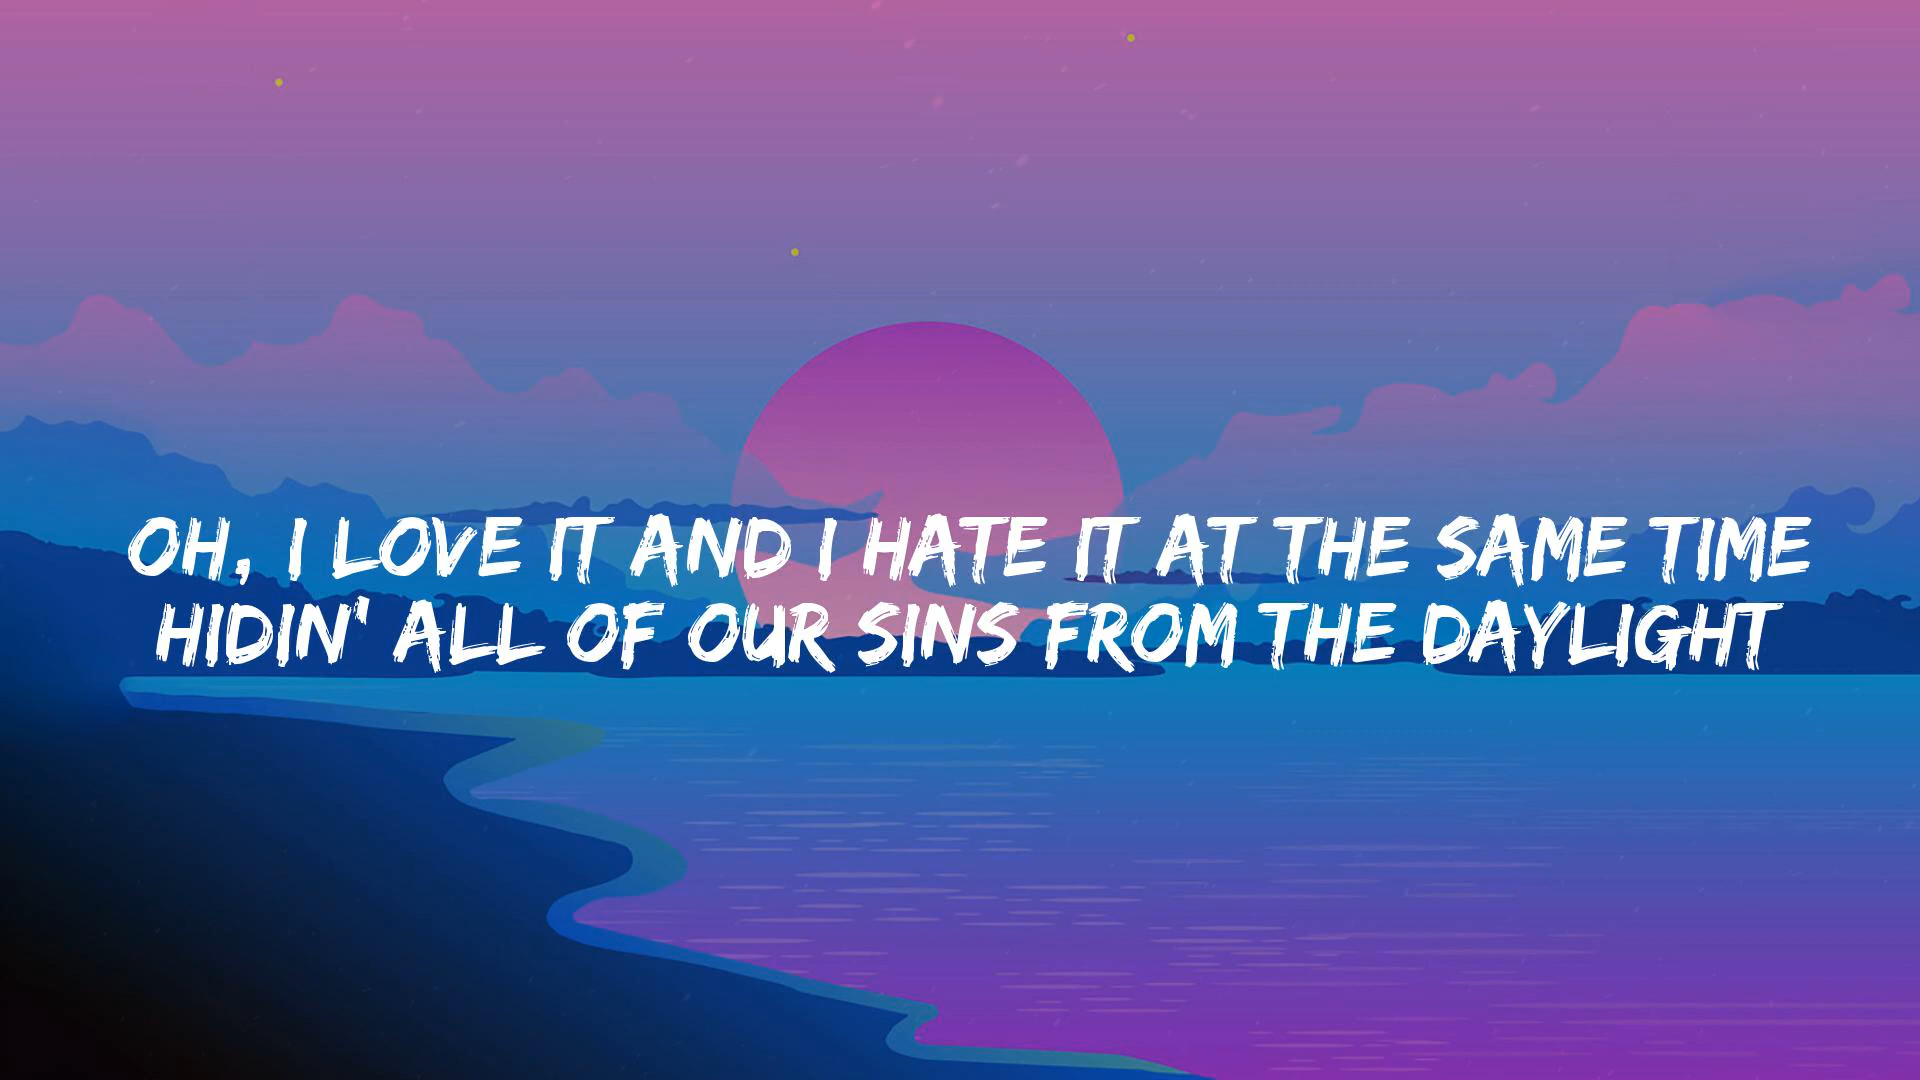 OH, I LOVE IT AND I HATE IT AT THE SAME TIME
HIDIN' ALL OF OUR SINS FROM THE DAYLIGHT